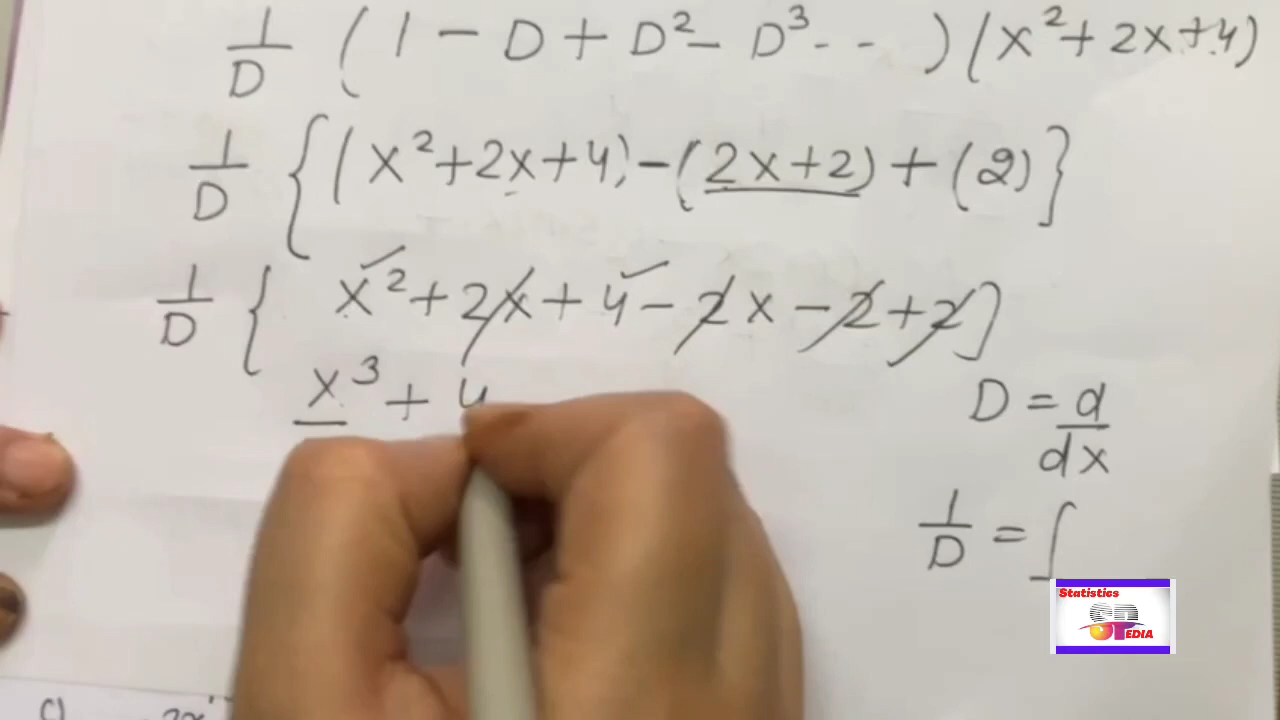 1/D (1 - D + D² - D³ - - ) (x² + 2x + 4)
1/D {(x² + 2x + 4) - (2x + 2) + (2)}
1/D { x² + 2x + 4 - 2x - 2 + 2 }
x³ + 4
D = d/dx
1/D = ∫
Statistics
PEDIA
c)